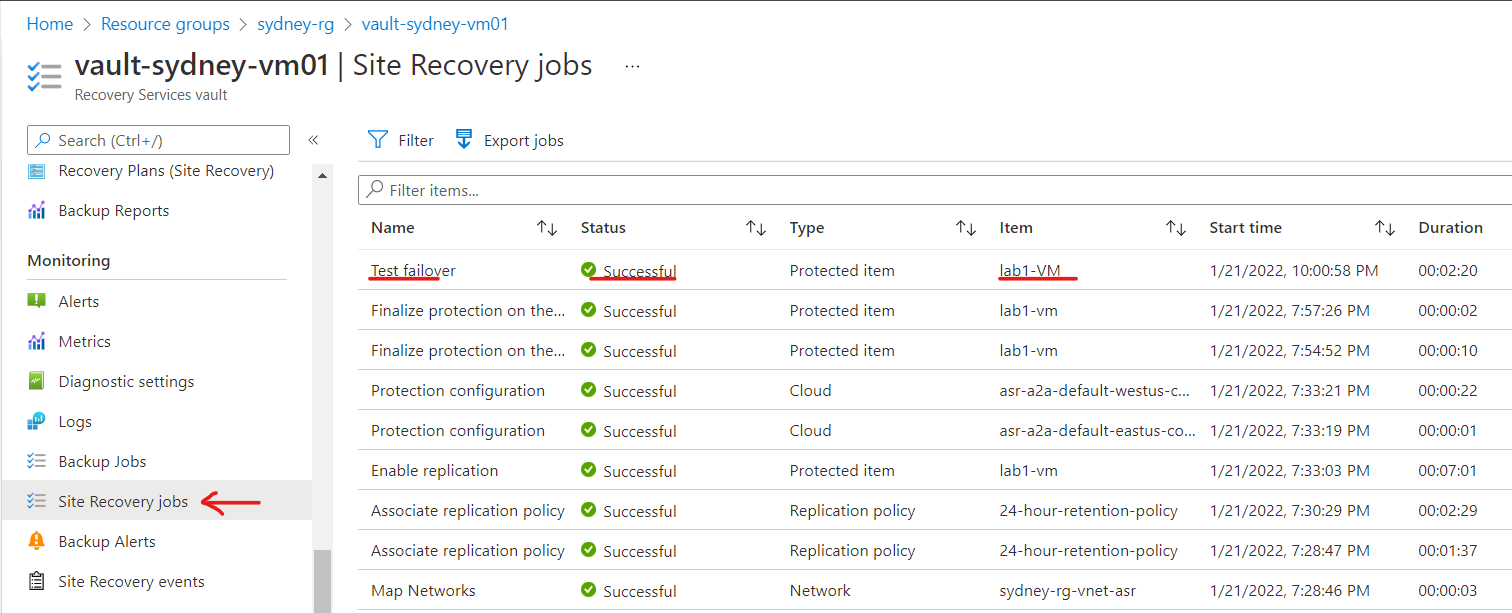 Home > Resource groups > sydney-rg > vault-sydney-vm01
vault-sydney-vm01 | Site Recovery jobs ...
Recovery Services vault
Search (Ctrl+/) «
Filter Export jobs
Recovery Plans (Site Recovery)
Backup Reports
Monitoring
Alerts
Metrics
Diagnostic settings
Logs
Backup Jobs
Site Recovery jobs
Backup Alerts
Site Recovery events
Filter items...
Name ↑↓ Status ↑↓ Type ↑↓ Item ↑↓ Start time ↑↓ Duration
Test failover Successful Protected item lab1-VM 1/21/2022, 10:00:58 PM 00:02:20
Finalize protection on the... Successful Protected item lab1-vm 1/21/2022, 7:57:26 PM 00:00:02
Finalize protection on the... Successful Protected item lab1-vm 1/21/2022, 7:54:52 PM 00:00:10
Protection configuration Successful Cloud asr-a2a-default-westus-c... 1/21/2022, 7:33:21 PM 00:00:22
Protection configuration Successful Cloud asr-a2a-default-eastus-co... 1/21/2022, 7:33:19 PM 00:00:01
Enable replication Successful Protected item lab1-vm 1/21/2022, 7:33:03 PM 00:07:01
Associate replication policy Successful Replication policy 24-hour-retention-policy 1/21/2022, 7:30:29 PM 00:02:29
Associate replication policy Successful Replication policy 24-hour-retention-policy 1/21/2022, 7:28:47 PM 00:01:37
Map Networks Successful Network sydney-rg-vnet-asr 1/21/2022, 7:28:46 PM 00:00:03